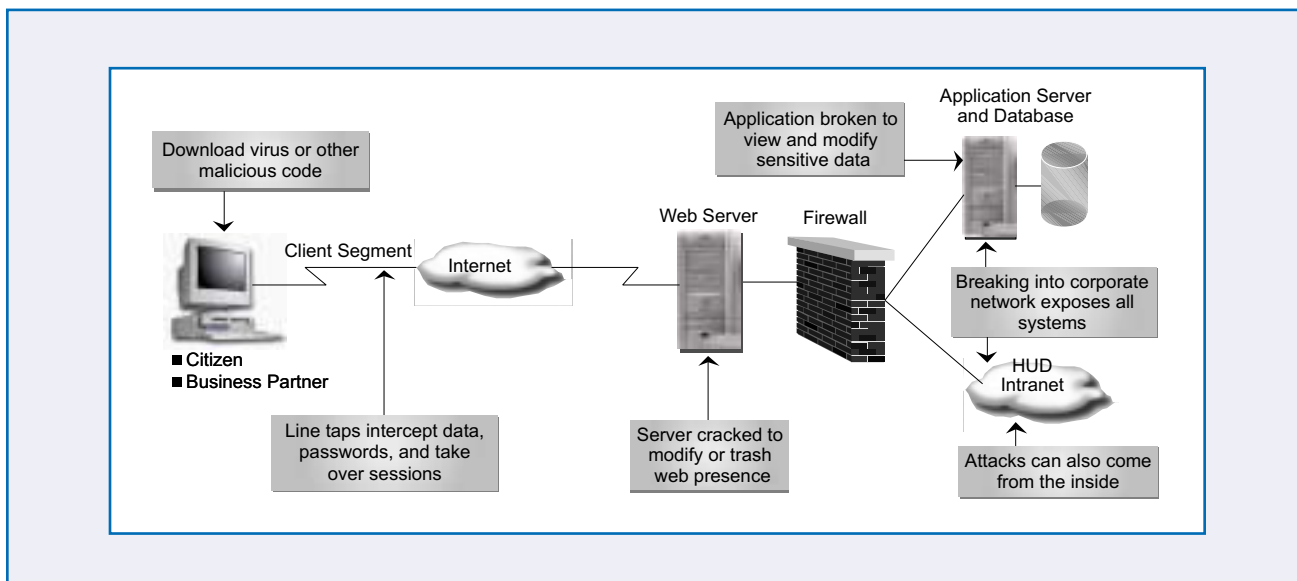 Application Server
and Database
Application broken to
view and modify
sensitive data
Download virus or other
malicious code
Web Server
Firewall
Client Segment
Internet
Breaking into corporate
network exposes all
systems
■ Citizen
■ Business Partner
HUD
Intranet
Line taps intercept data,
passwords, and take
over sessions
Server cracked to
modify or trash
web presence
Attacks can also come
from the inside